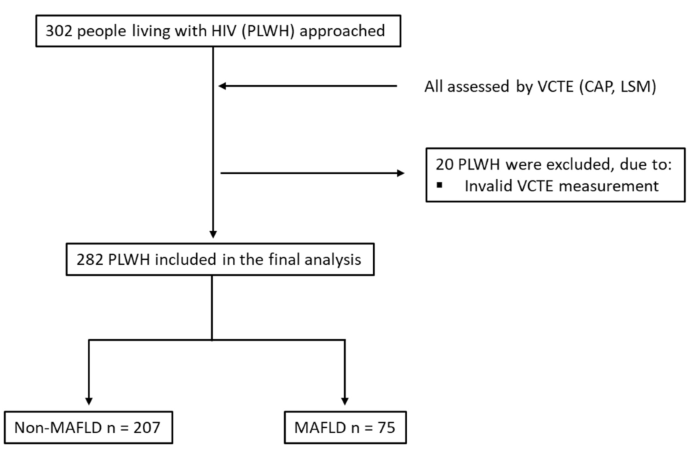 302 people living with HIV (PLWH) approached
All assessed by VCTE (CAP, LSM)
20 PLWH were excluded, due to:
▪ Invalid VCTE measurement
282 PLWH included in the final analysis
Non-MAFLD n = 207
MAFLD n = 75